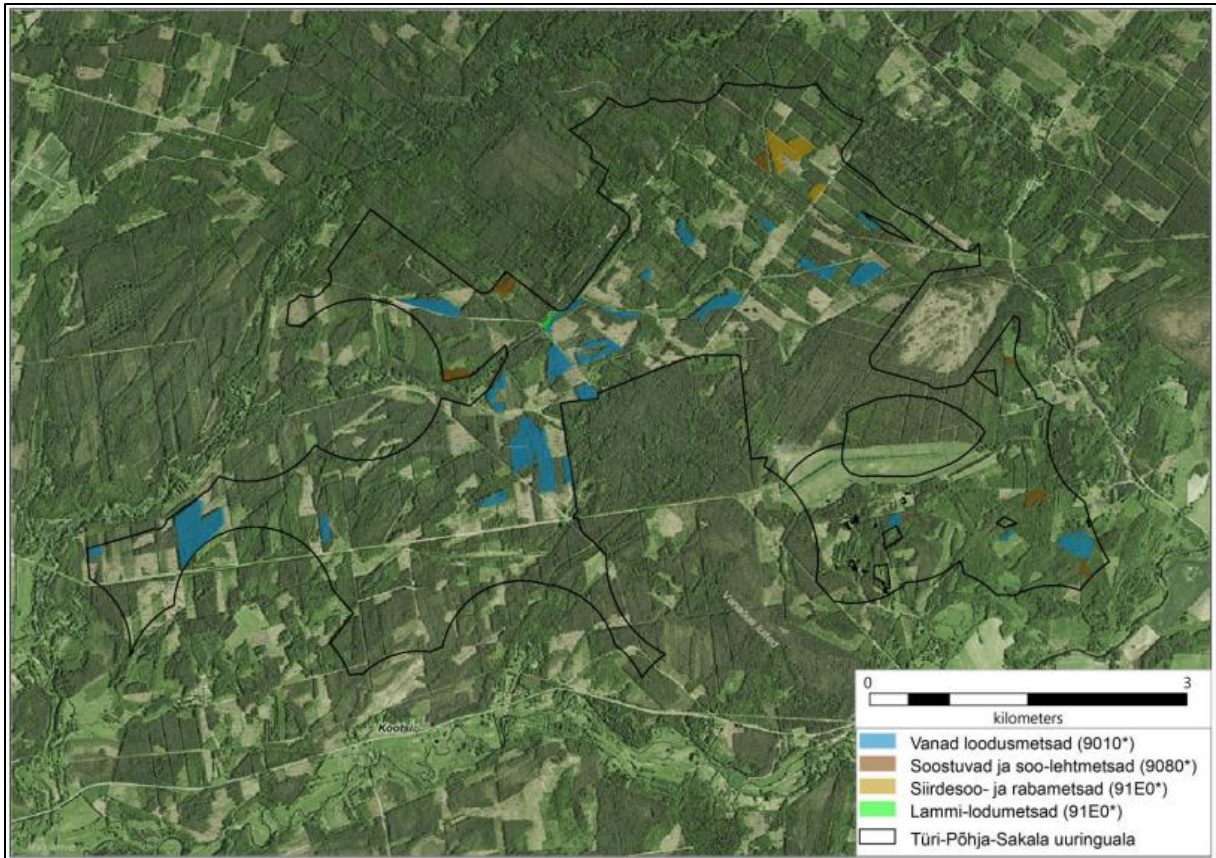 Kootsi
0 3
kilometers
Vanad loodusmetsad (9010*)
Soostuvad ja soo-lehtmetsad (9080*)
Siirdesoo- ja rabametsad (91E0*)
Lammi-lodumetsad (91E0*)
Türi-Põhja-Sakala uuringuala